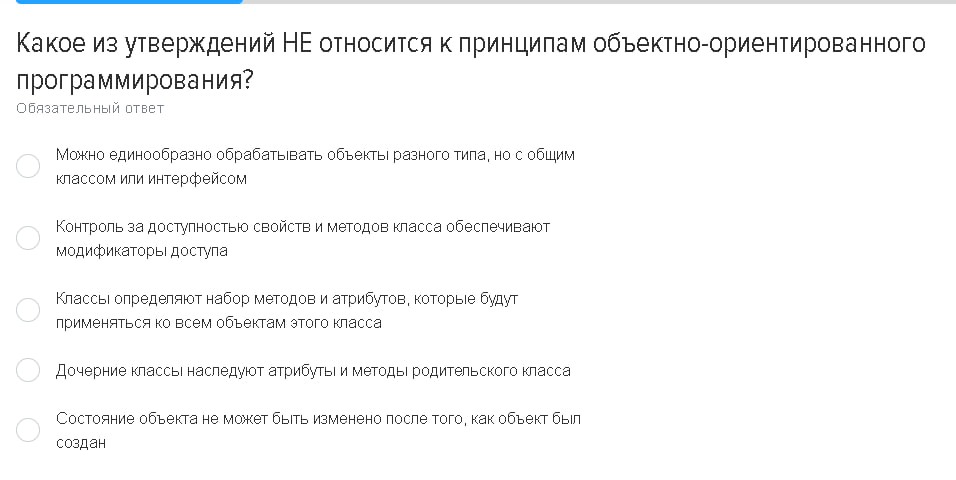 Какое из утверждений НЕ относится к принципам объектно-ориентированного
программирования?
Обязательный ответ
Можно единообразно обрабатывать объекты разного типа, но с общим
классом или интерфейсом
Контроль за доступностью свойств и методов класса обеспечивают
модификаторы доступа
Классы определяют набор методов и атрибутов, которые будут
применяться ко всем объектам этого класса
Дочерние классы наследуют атрибуты и методы родительского класса
Состояние объекта не может быть изменено после того, как объект был
создан